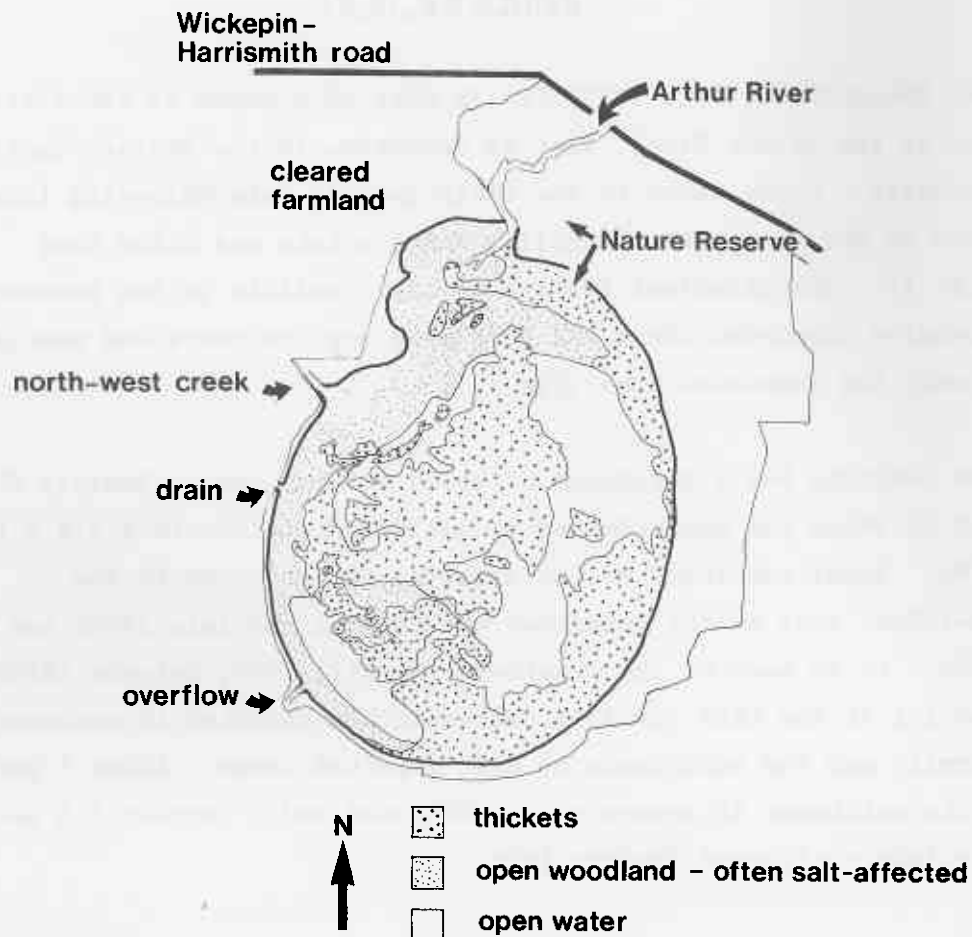 Wickepin-
Harrismith road
Arthur River
cleared
farmland
Nature Reserve
north-west creek
drain
overflow
N
thickets
open woodland - often salt-affected
open water